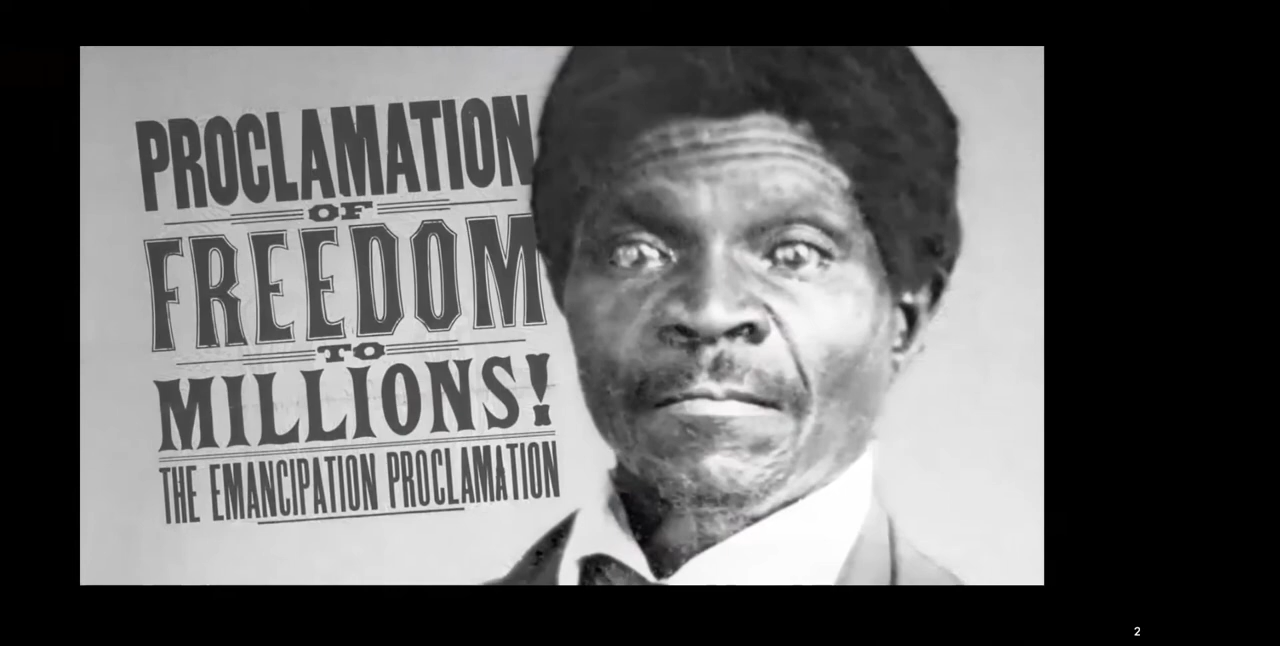 PROCLAMATION
OF
FREEDOM
TO
MILLIONS!
THE EMANCIPATION PROCLAMATION
2